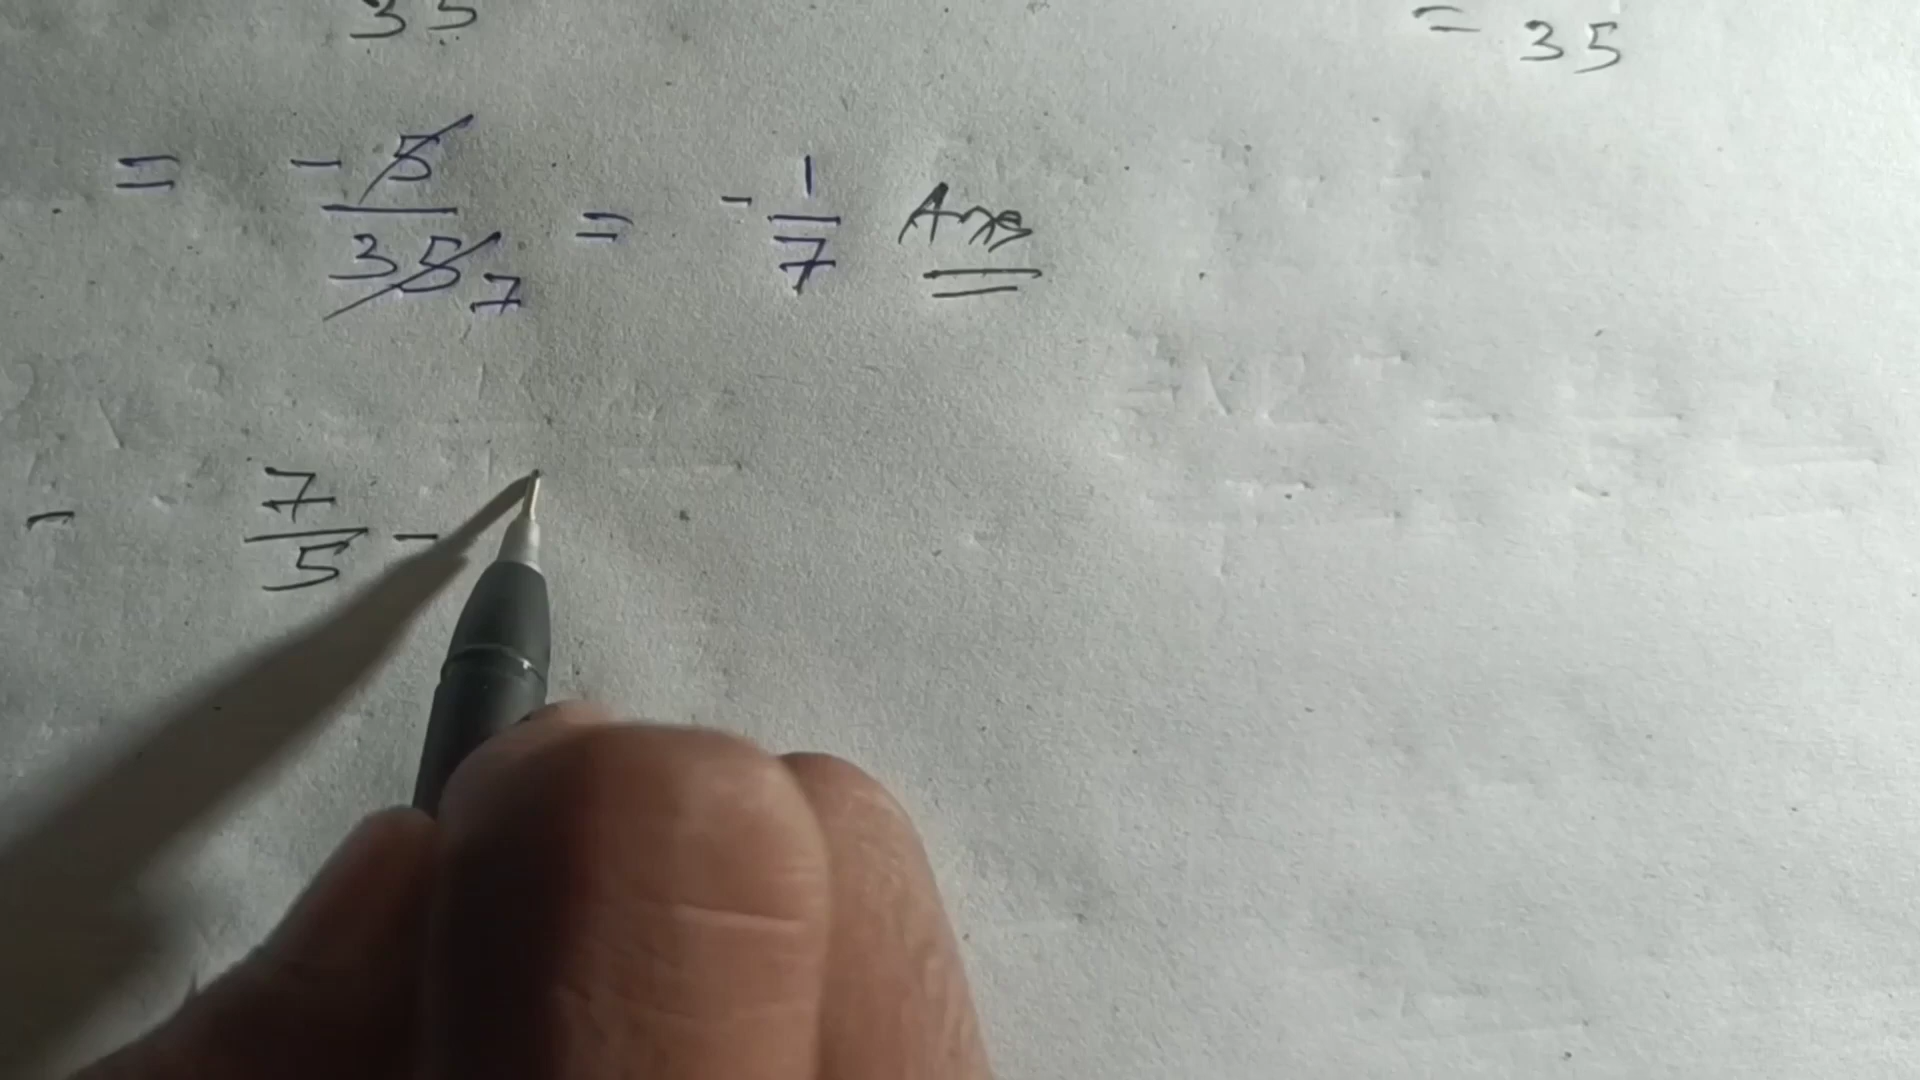 35 = 35
= -5/35 7 = -1/7 Ans
- 7/5 -